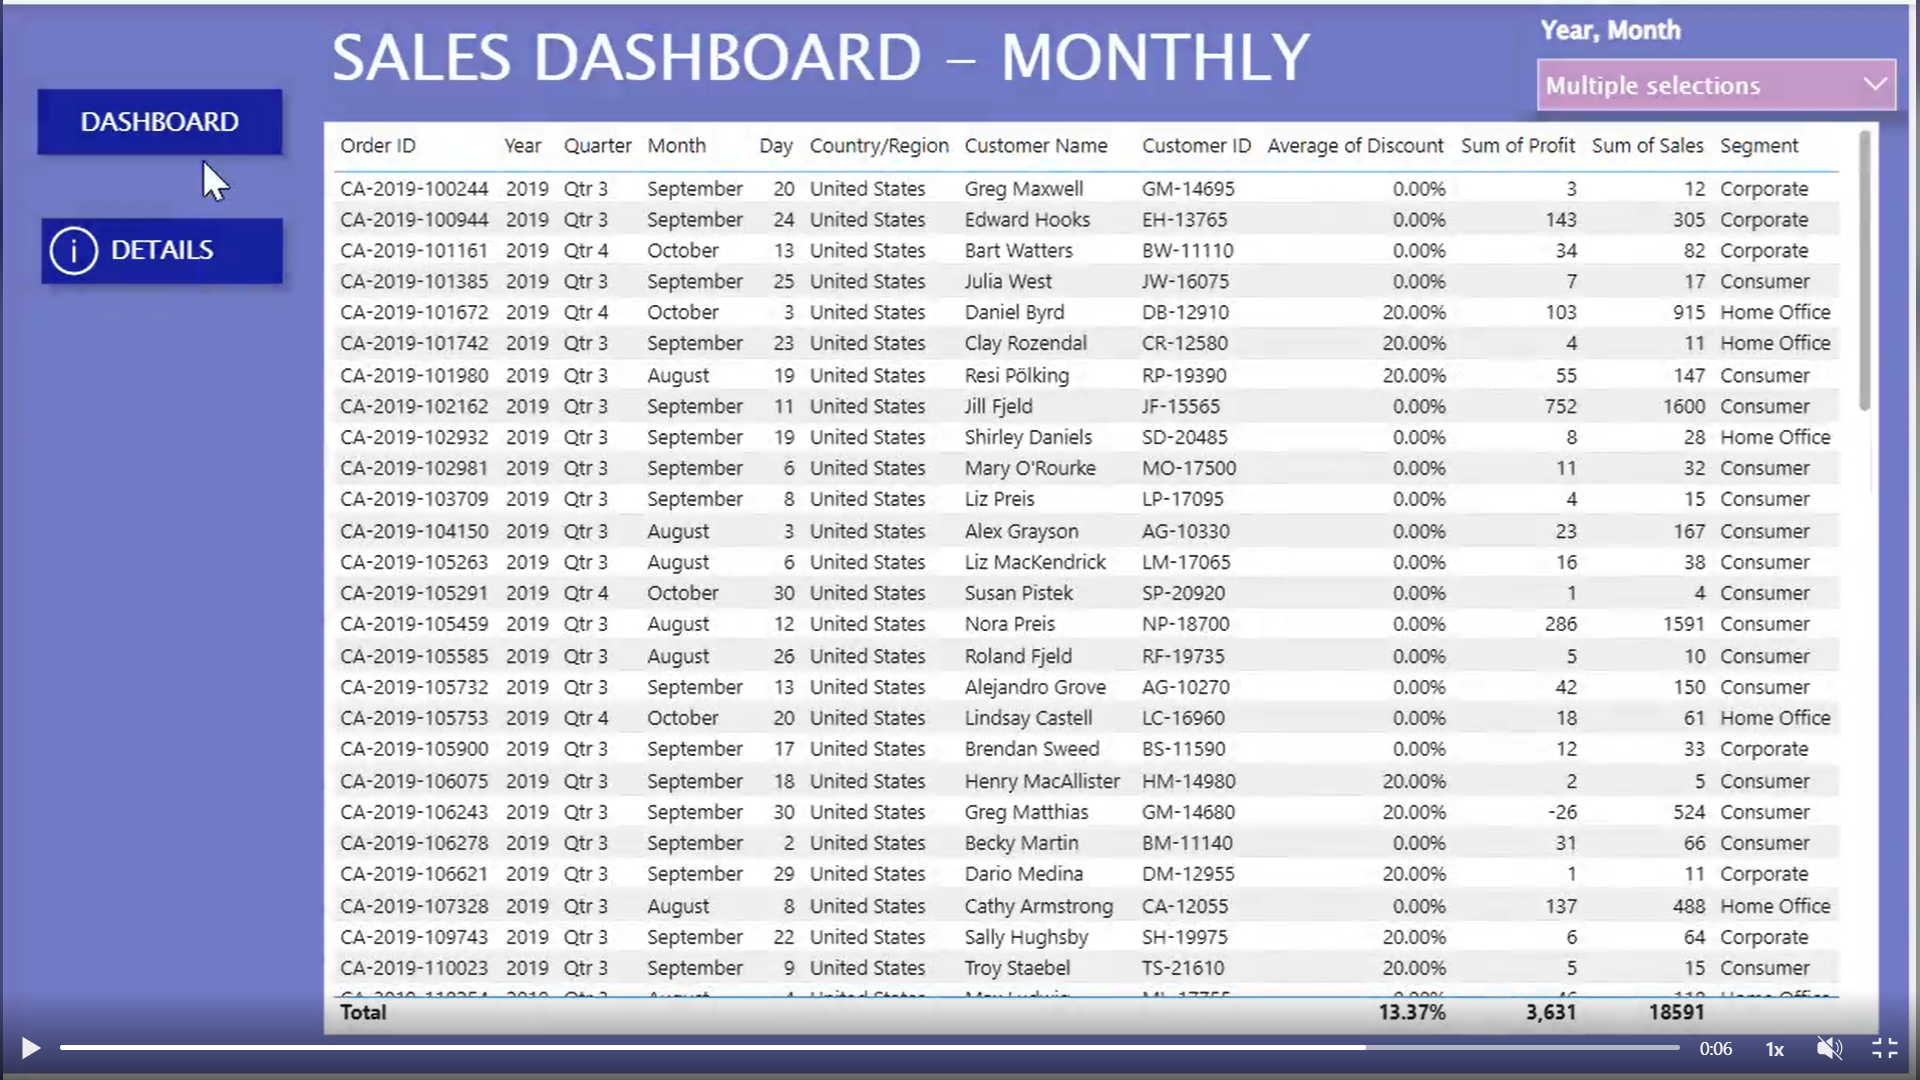 SALES DASHBOARD – MONTHLY
Year, Month
Multiple selections
DASHBOARD
DETAILS
Order ID Year Quarter Month Day Country/Region Customer Name Customer ID Average of Discount Sum of Profit Sum of Sales Segment
CA-2019-100244 2019 Qtr 3 September 20 United States Greg Maxwell GM-14695 0.00% 3 12 Corporate
CA-2019-100944 2019 Qtr 3 September 24 United States Edward Hooks EH-13765 0.00% 143 305 Corporate
CA-2019-101161 2019 Qtr 4 October 13 United States Bart Watters BW-11110 0.00% 34 82 Corporate
CA-2019-101385 2019 Qtr 3 September 25 United States Julia West JW-16075 0.00% 7 17 Consumer
CA-2019-101672 2019 Qtr 4 October 3 United States Daniel Byrd DB-12910 20.00% 103 915 Home Office
CA-2019-101742 2019 Qtr 3 September 23 United States Clay Rozendal CR-12580 20.00% 4 11 Home Office
CA-2019-101980 2019 Qtr 3 August 19 United States Resi Pölking RP-19390 20.00% 55 147 Consumer
CA-2019-102162 2019 Qtr 3 September 11 United States Jill Fjeld JF-15565 0.00% 752 1600 Consumer
CA-2019-102932 2019 Qtr 3 September 19 United States Shirley Daniels SD-20485 0.00% 8 28 Home Office
CA-2019-102981 2019 Qtr 3 September 6 United States Mary O'Rourke MO-17500 0.00% 11 32 Consumer
CA-2019-103709 2019 Qtr 3 September 8 United States Liz Preis LP-17095 0.00% 4 15 Consumer
CA-2019-104150 2019 Qtr 3 August 3 United States Alex Grayson AG-10330 0.00% 23 167 Consumer
CA-2019-105263 2019 Qtr 3 August 6 United States Liz MacKendrick LM-17065 0.00% 16 38 Consumer
CA-2019-105291 2019 Qtr 4 October 30 United States Susan Pistek SP-20920 0.00% 1 4 Consumer
CA-2019-105459 2019 Qtr 3 August 12 United States Nora Preis NP-18700 0.00% 286 1591 Consumer
CA-2019-105585 2019 Qtr 3 August 26 United States Roland Fjeld RF-19735 0.00% 5 10 Consumer
CA-2019-105732 2019 Qtr 3 September 13 United States Alejandro Grove AG-10270 0.00% 42 150 Consumer
CA-2019-105753 2019 Qtr 4 October 20 United States Lindsay Castell LC-16960 0.00% 18 61 Home Office
CA-2019-105900 2019 Qtr 3 September 17 United States Brendan Sweed BS-11590 0.00% 12 33 Corporate
CA-2019-106075 2019 Qtr 3 September 18 United States Henry MacAllister HM-14980 20.00% 2 5 Consumer
CA-2019-106243 2019 Qtr 3 September 30 United States Greg Matthias GM-14680 20.00% -26 524 Consumer
CA-2019-106278 2019 Qtr 3 September 2 United States Becky Martin BM-11140 0.00% 31 66 Consumer
CA-2019-106621 2019 Qtr 3 September 29 United States Dario Medina DM-12955 20.00% 1 11 Corporate
CA-2019-107328 2019 Qtr 3 August 8 United States Cathy Armstrong CA-12055 0.00% 137 488 Home Office
CA-2019-109743 2019 Qtr 3 September 22 United States Sally Hughsby SH-19975 20.00% 6 64 Corporate
CA-2019-110023 2019 Qtr 3 September 9 United States Troy Staebel TS-21610 20.00% 5 15 Consumer
Total 13.37% 3,631 18591
0:06 1x